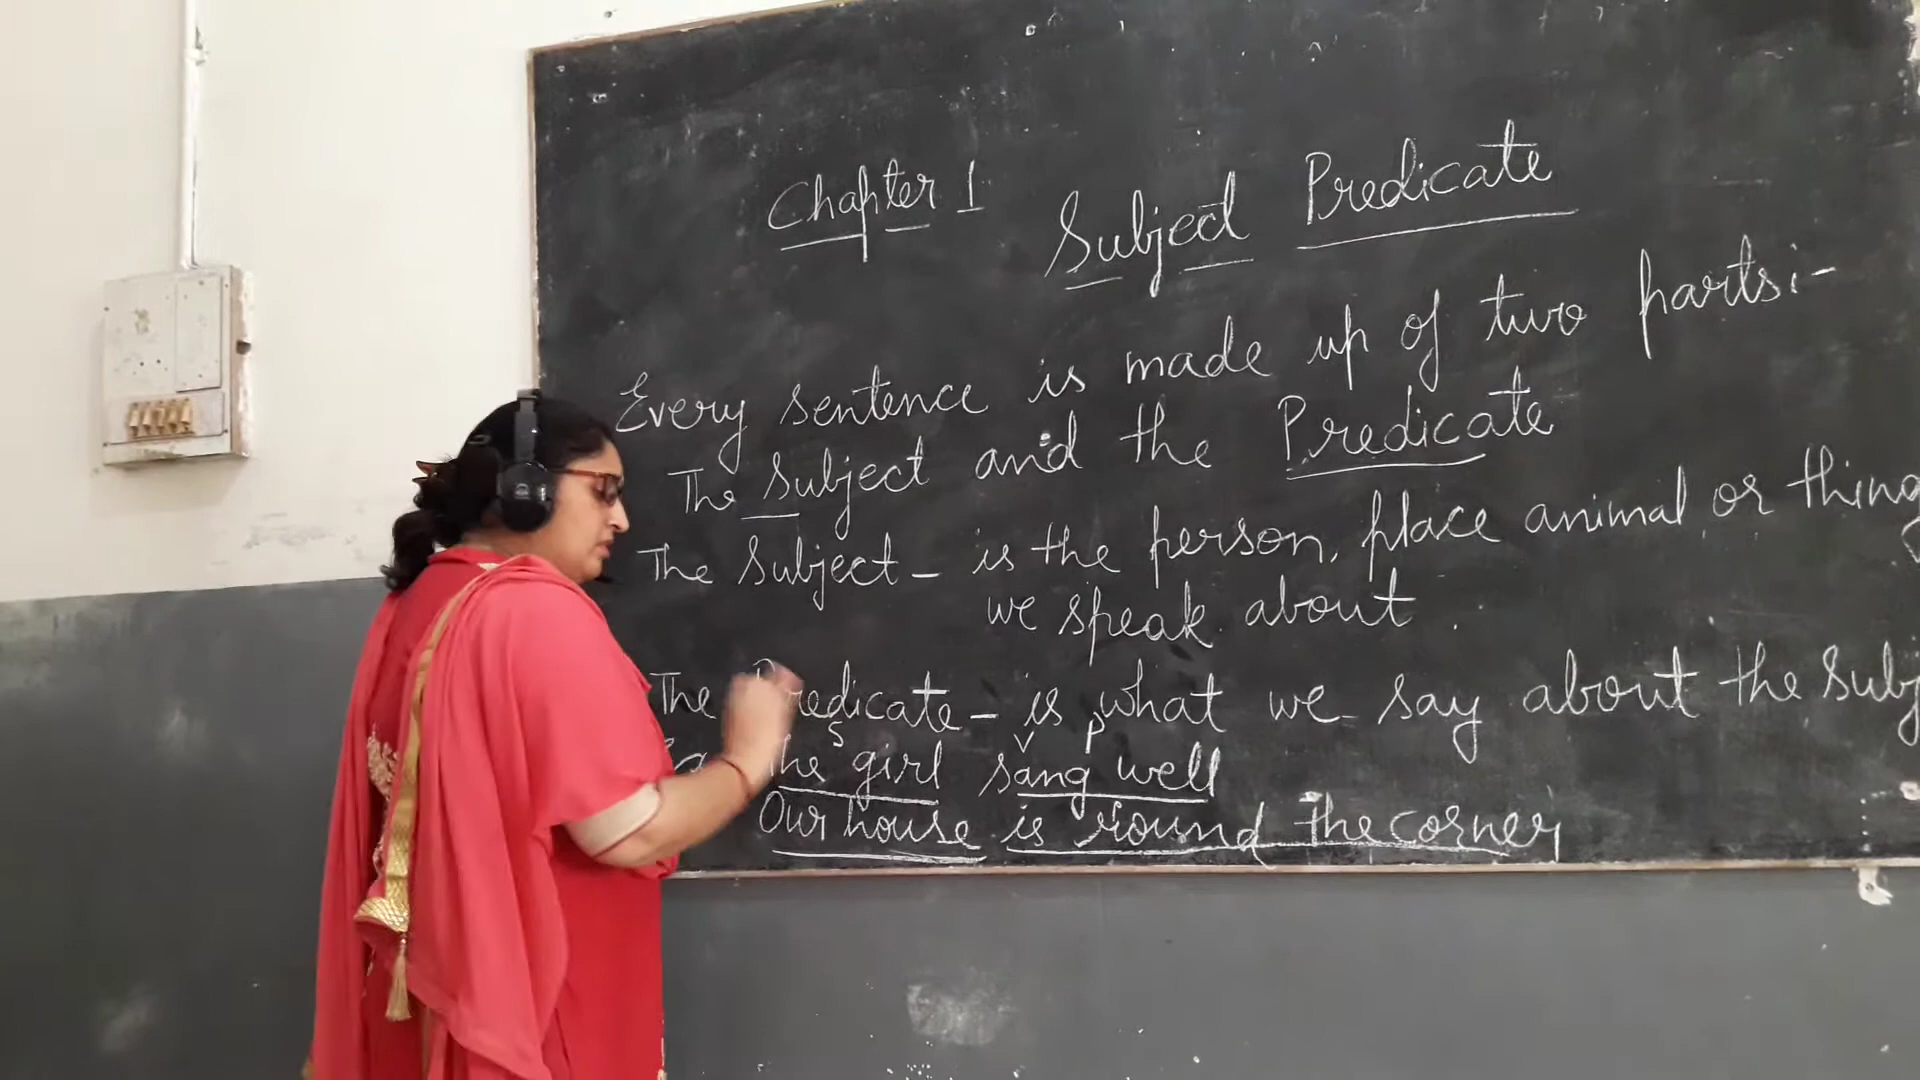 Chapter 1 Subject Predicate
Every sentence is made up of two parts:-
The Subject and the Predicate
The Subject - is the person, place animal or thing
we speak about.
The Predicate - is what we say about the Subj
S V P
The girl sang well
Our house is round the corner